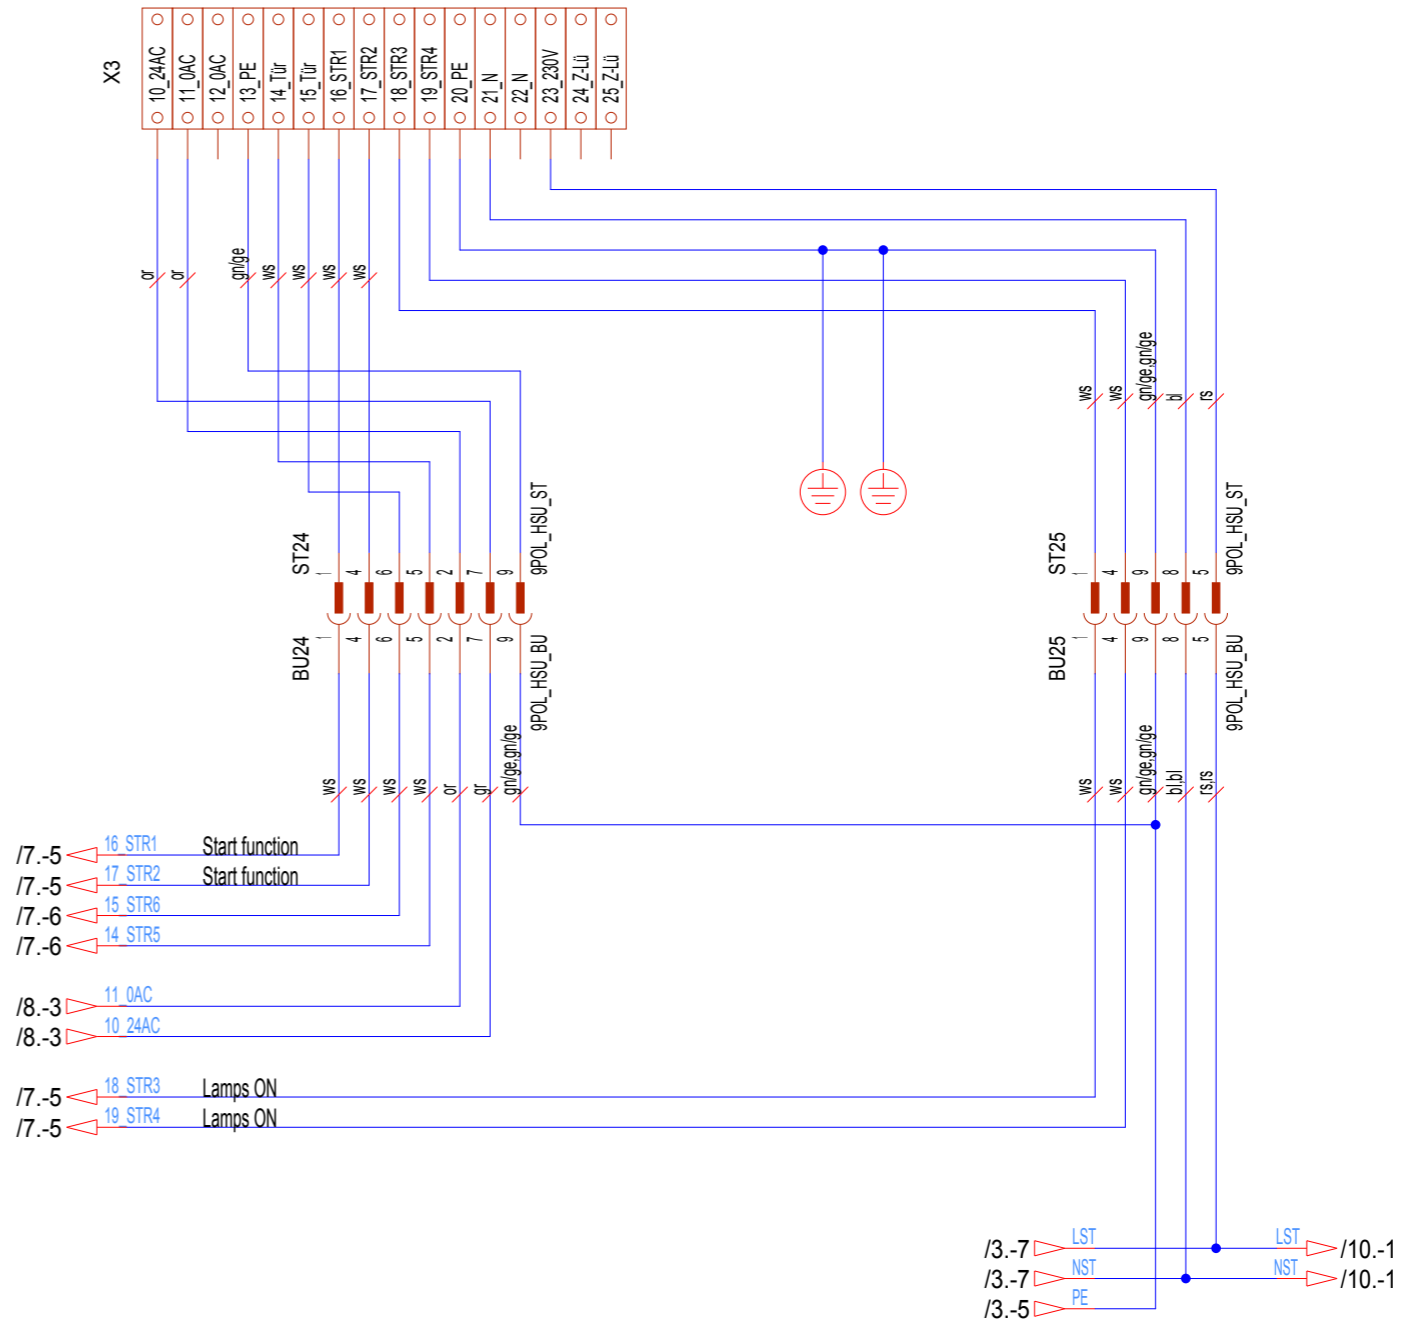 X3
10_24AC
11_0AC
12_0AC
13_PE
14_Tür
15_Tür
16_STR1
17_STR2
18_STR3
19_STR4
20_PE
21_N
22_N
23_230V
24_Z-Lü
25_Z-Lü
or
or
gn/ge
ws
ws
ws
ws
ws
ws
gn/ge,gn/ge
bl
rs
ST24
1
4
6
5
2
7
9
9POL_HSU_ST
BU24
1
4
6
5
2
7
9
9POL_HSU_BU
ST25
1
4
9
8
5
9POL_HSU_ST
BU25
1
4
9
8
5
9POL_HSU_BU
ws
ws
ws
ws
or
gr
gn/ge,gn/ge
ws
ws
gn/ge,gn/ge
bl,bl
rs,rs
/7.-5 16_STR1 Start function
/7.-5 17_STR2 Start function
/7.-6 15_STR6
/7.-6 14_STR5
/8.-3 11_0AC
/8.-3 10_24AC
/7.-5 18_STR3 Lamps ON
/7.-5 19_STR4 Lamps ON
/3.-7 LST LST /10.-1
/3.-7 NST NST /10.-1
/3.-5 PE